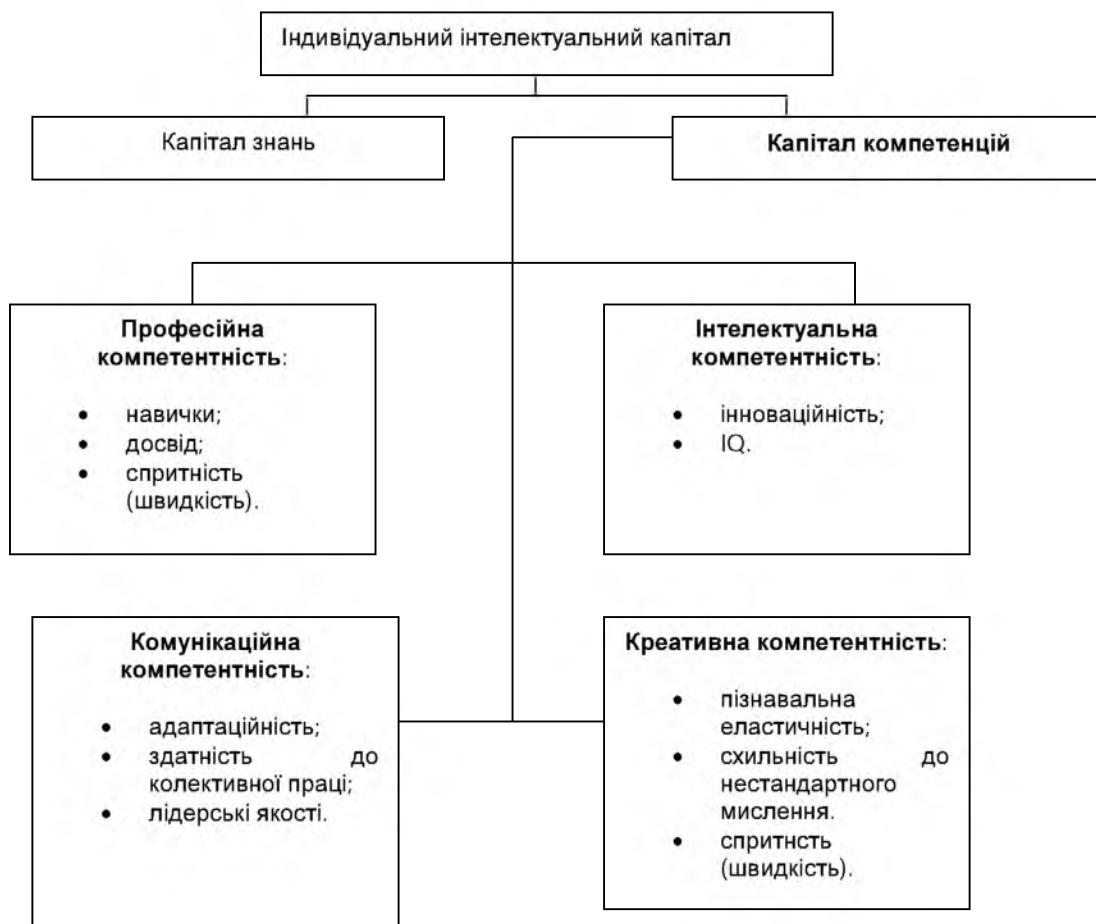 Індивідуальний інтелектуальний капітал
Капітал знань
Капітал компетенцій
Професійна
компетентність:
• навички;
• досвід;
• спритність
(швидкість).
Інтелектуальна
компетентність:
• інноваційність;
• IQ.
Комунікаційна
компетентність:
• адаптаційність;
• здатність до
колективної праці;
• лідерські якості.
Креативна компетентність:
• пізнавальна
еластичність;
• схильність до
нестандартного
мислення.
• спритнсть
(швидкість).